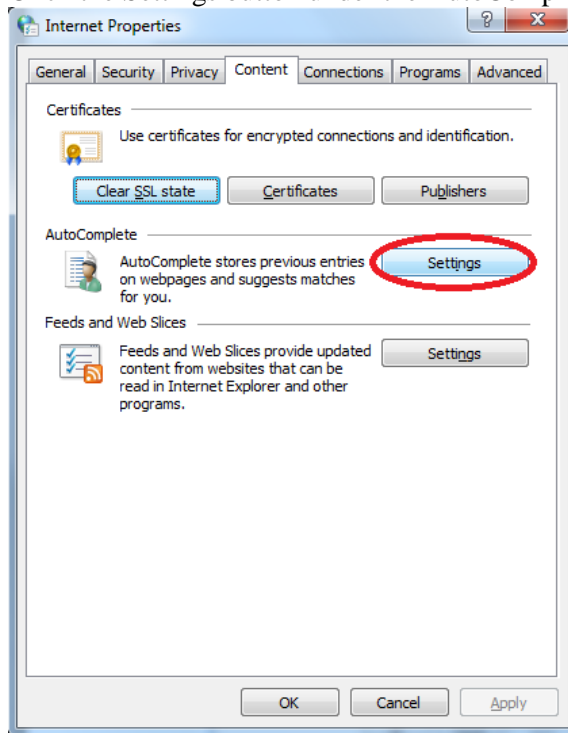 Internet Properties
General Security Privacy Content Connections Programs Advanced
Certificates
Use certificates for encrypted connections and identification.
Clear SSL state Certificates Publishers
AutoComplete
AutoComplete stores previous entries
on webpages and suggests matches
for you.
Settings
Feeds and Web Slices
Feeds and Web Slices provide updated
content from websites that can be
read in Internet Explorer and other
programs.
Settings
OK Cancel Apply